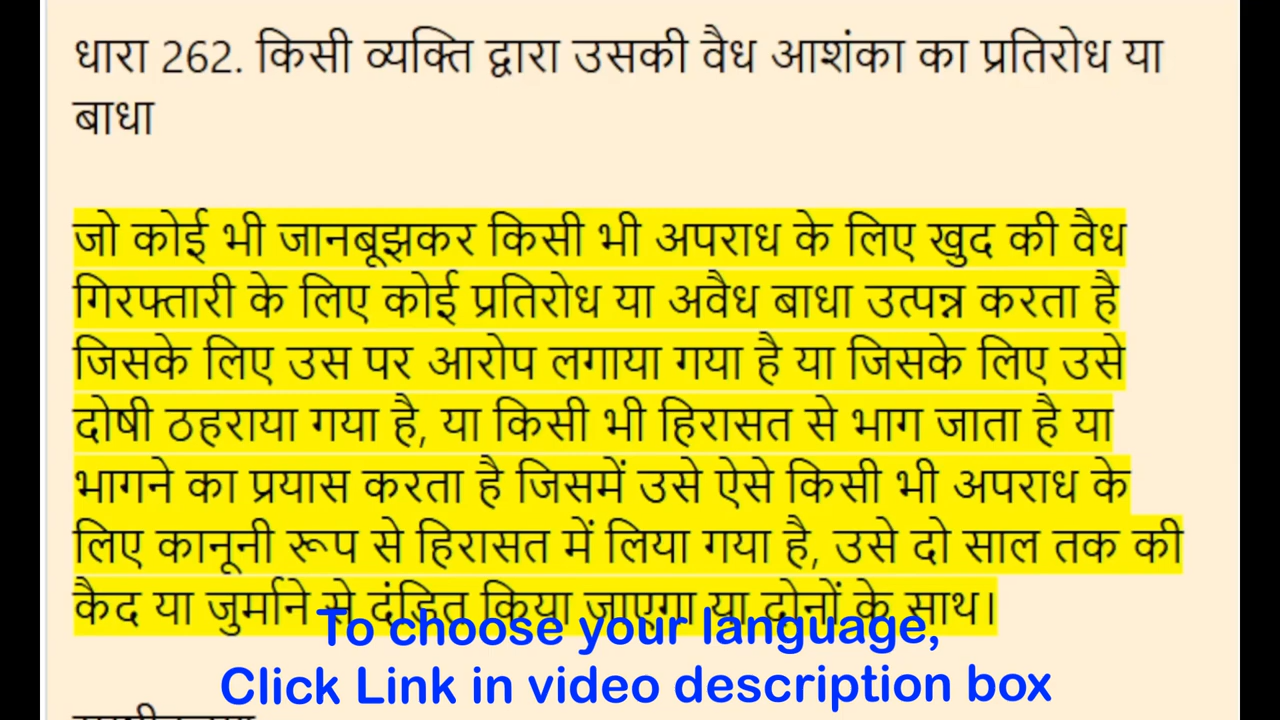 धारा 262. किसी व्यक्ति द्वारा उसकी वैध आशंका का प्रतिरोध या
बाधा
जो कोई भी जानबूझकर किसी भी अपराध के लिए खुद की वैध
गिरफ्तारी के लिए कोई प्रतिरोध या अवैध बाधा उत्पन्न करता है
जिसके लिए उस पर आरोप लगाया गया है या जिसके लिए उसे
दोषी ठहराया गया है, या किसी भी हिरासत से भाग जाता है या
भागने का प्रयास करता है जिसमें उसे ऐसे किसी भी अपराध के
लिए कानूनी रूप से हिरासत में लिया गया है, उसे दो साल तक की
कैद या जुर्माने से दंडित किया जाएगा या दोनों के साथ।
To choose your language,
Click Link in video description box